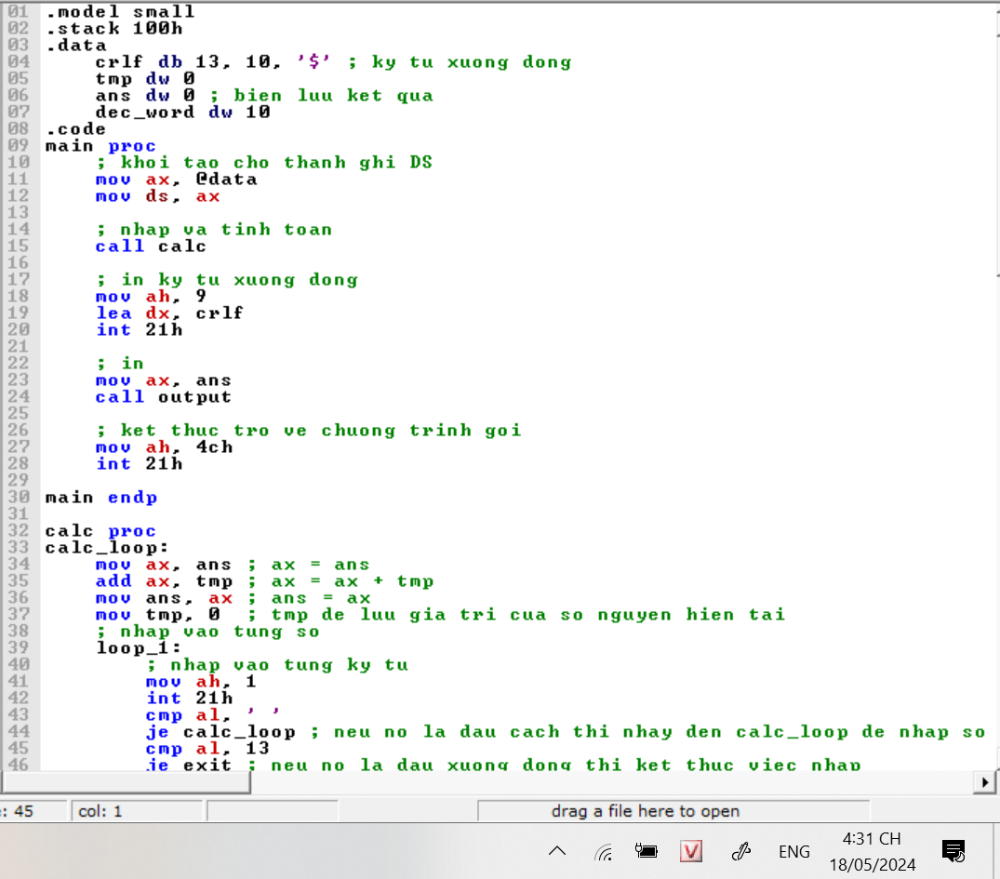 01 .model small
02 .stack 100h
03 .data
04 crlf db 13, 10, '$' ; ky tu xuong dong
05 tmp dw 0
06 ans dw 0 ; bien luu ket qua
07 dec_word dw 10
08 .code
09 main proc
10 ; khoi tao cho thanh ghi DS
11 mov ax, @data
12 mov ds, ax
13
14 ; nhap va tinh toan
15 call calc
16
17 ; in ky tu xuong dong
18 mov ah, 9
19 lea dx, crlf
20 int 21h
21
22 ; in
23 mov ax, ans
24 call output
25
26 ; ket thuc tro ve chuong trinh goi
27 mov ah, 4ch
28 int 21h
29
30 main endp
31
32 calc proc
33 calc_loop:
34 mov ax, ans ; ax = ans
35 add ax, tmp ; ax = ax + tmp
36 mov ans, ax ; ans = ax
37 mov tmp, 0 ; tmp de luu gia tri cua so nguyen hien tai
38 ; nhap vao tung so
39 loop_1:
40 ; nhap vao tung ky tu
41 mov ah, 1
42 int 21h
43 cmp al, ' '
44 je calc_loop ; neu no la dau cach thi nhay den calc_loop de nhap so
45 cmp al, 13
46 je exit ; neu no la dau xuong dong thi ket thuc viec nhap
: 45 col: 1 drag a file here to open
V ENG 4:31 CH
18/05/2024